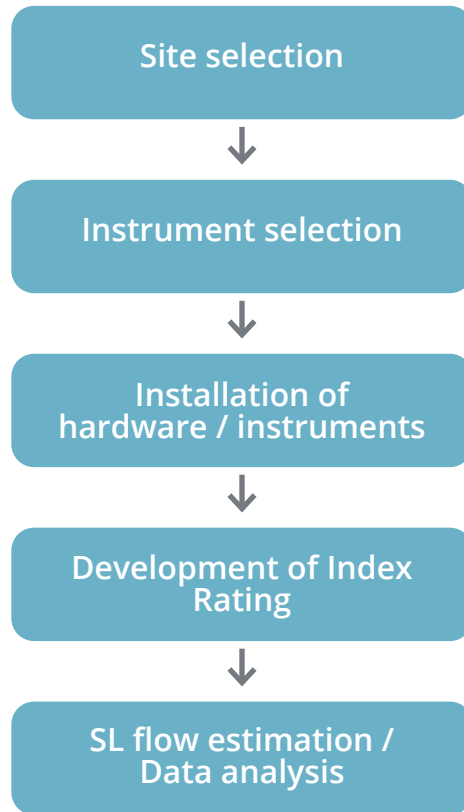 Site selection
Instrument selection
Installation of
hardware / instruments
Development of Index
Rating
SL flow estimation /
Data analysis